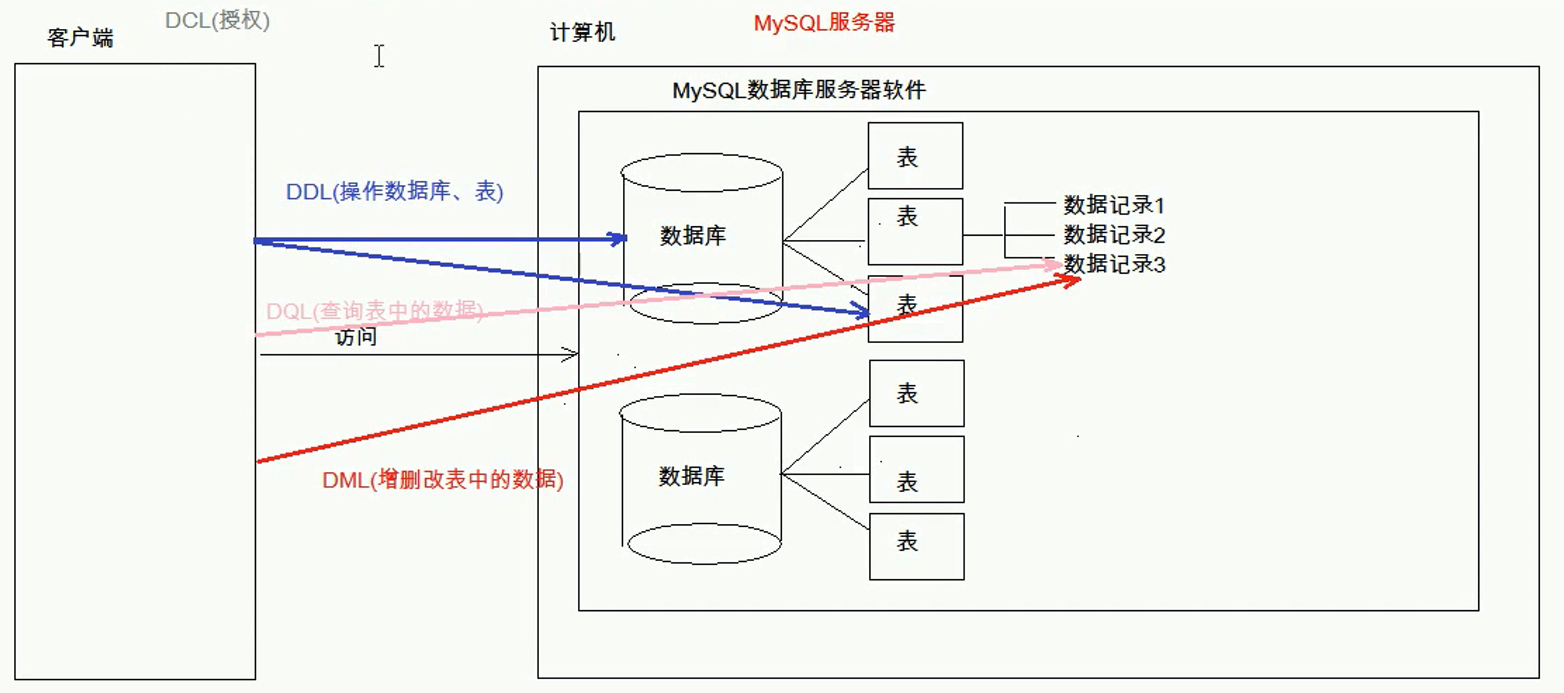 DCL(授权)
客户端
计算机
MySQL服务器
MySQL数据库服务器软件
DDL(操作数据库、表)
数据库
表
表
表
数据记录1
数据记录2
数据记录3
DQL(查询表中的数据)
访问
DML(增删改表中的数据)
数据库
表
表
表